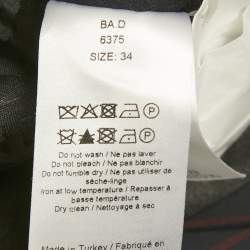 BA.D
6375
SIZE: 34
Do not wash / Ne pas laver
Do not bleach / Ne pas blanchir
Do not tumble dry / Ne pas utiliser de
sèche-linge
Iron at low temperature / Repasser à
basse température
Dry clean / Nettoyage à sec
Made in Turkey / Fabriqué en